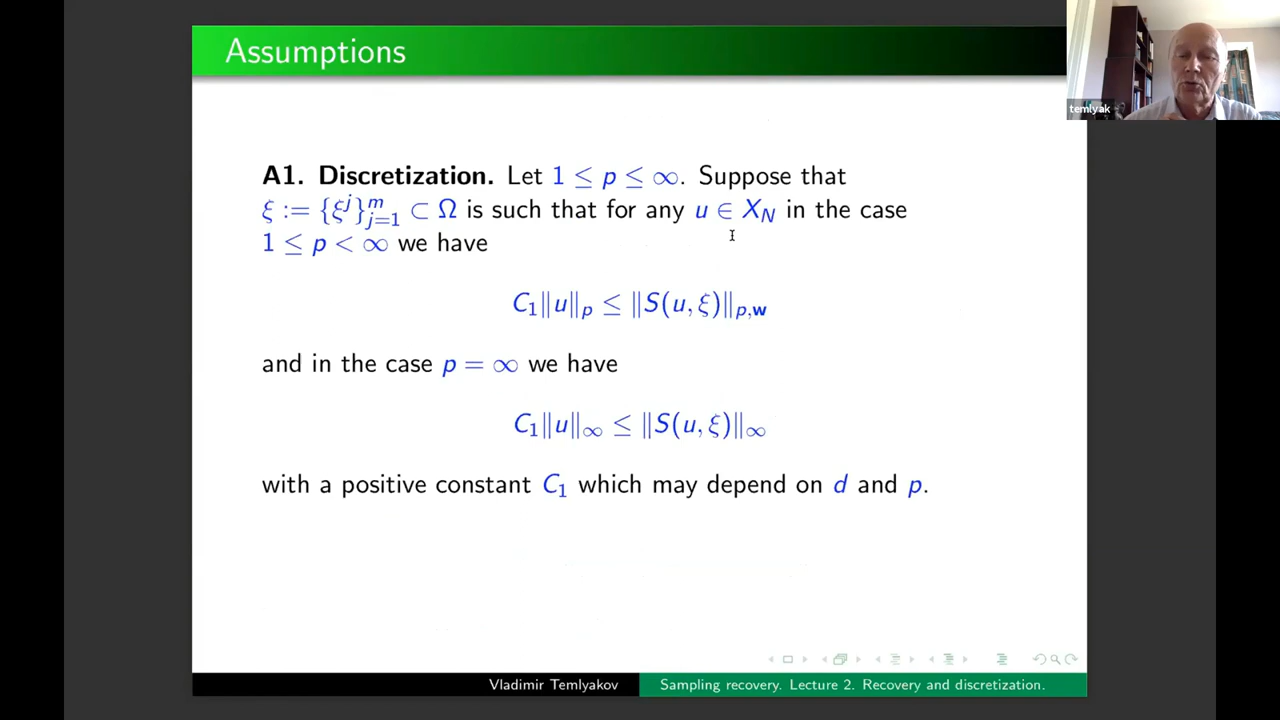 Assumptions
temlyak
A1. Discretization. Let 1 ≤ p ≤ ∞. Suppose that
ξ := {ξ^j}_{j=1}^m ⊂ Ω is such that for any u ∈ X_N in the case
1 ≤ p < ∞ we have
C_1‖u‖_p ≤ ‖S(u, ξ)‖_{p,w}
and in the case p = ∞ we have
C_1‖u‖_∞ ≤ ‖S(u, ξ)‖_∞
with a positive constant C_1 which may depend on d and p.
Vladimir Temlyakov
Sampling recovery. Lecture 2. Recovery and discretization.